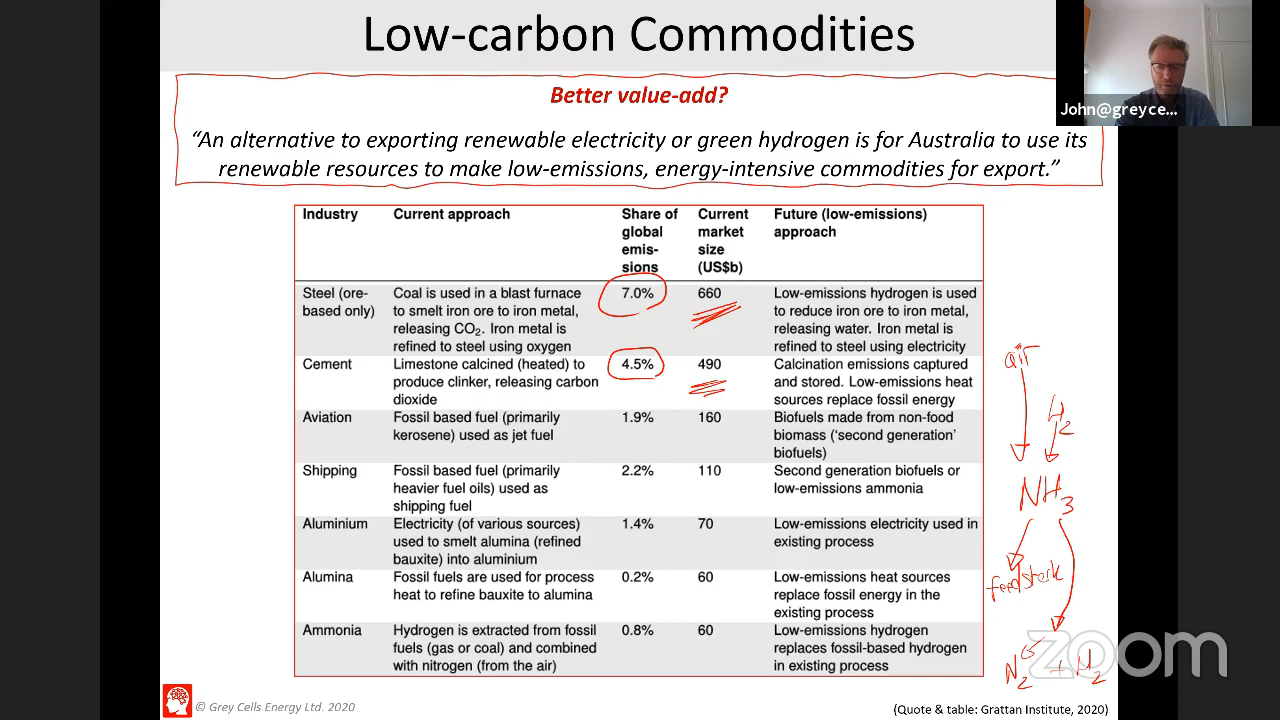 Low-carbon Commodities
John@greyce...
Better value-add?
“An alternative to exporting renewable electricity or green hydrogen is for Australia to use its
renewable resources to make low-emissions, energy-intensive commodities for export.”
Industry Current approach Share of global emis- sions Current market size (US$b) Future (low-emissions) approach
Steel (ore-
based only)
Coal is used in a blast furnace
to smelt iron ore to iron metal,
releasing CO₂. Iron metal is
refined to steel using oxygen
7.0%
660
Low-emissions hydrogen is used
to reduce iron ore to iron metal,
releasing water. Iron metal is
refined to steel using electricity
Cement
Limestone calcined (heated) to
produce clinker, releasing carbon
dioxide
4.5%
490
Calcination emissions captured
and stored. Low-emissions heat
sources replace fossil energy
Aviation
Fossil based fuel (primarily
kerosene) used as jet fuel
1.9%
160
Biofuels made from non-food
biomass (‘second generation’
biofuels)
Shipping
Fossil based fuel (primarily
heavier fuel oils) used as
shipping fuel
2.2%
110
Second generation biofuels or
low-emissions ammonia
Aluminium
Electricity (of various sources)
used to smelt alumina (refined
bauxite) into aluminium
1.4%
70
Low-emissions electricity used in
existing process
Alumina
Fossil fuels are used for process
heat to refine bauxite to alumina
0.2%
60
Low-emissions heat sources
replace fossil energy in the
existing process
Ammonia
Hydrogen is extracted from fossil
fuels (gas or coal) and combined
with nitrogen (from the air)
0.8%
60
Low-emissions hydrogen
replaces fossil-based hydrogen
in existing process
air
H₂
NH₃
feedstock
N₂ + H₂
zoom
© Grey Cells Energy Ltd. 2020
(Quote & table: Grattan Institute, 2020)